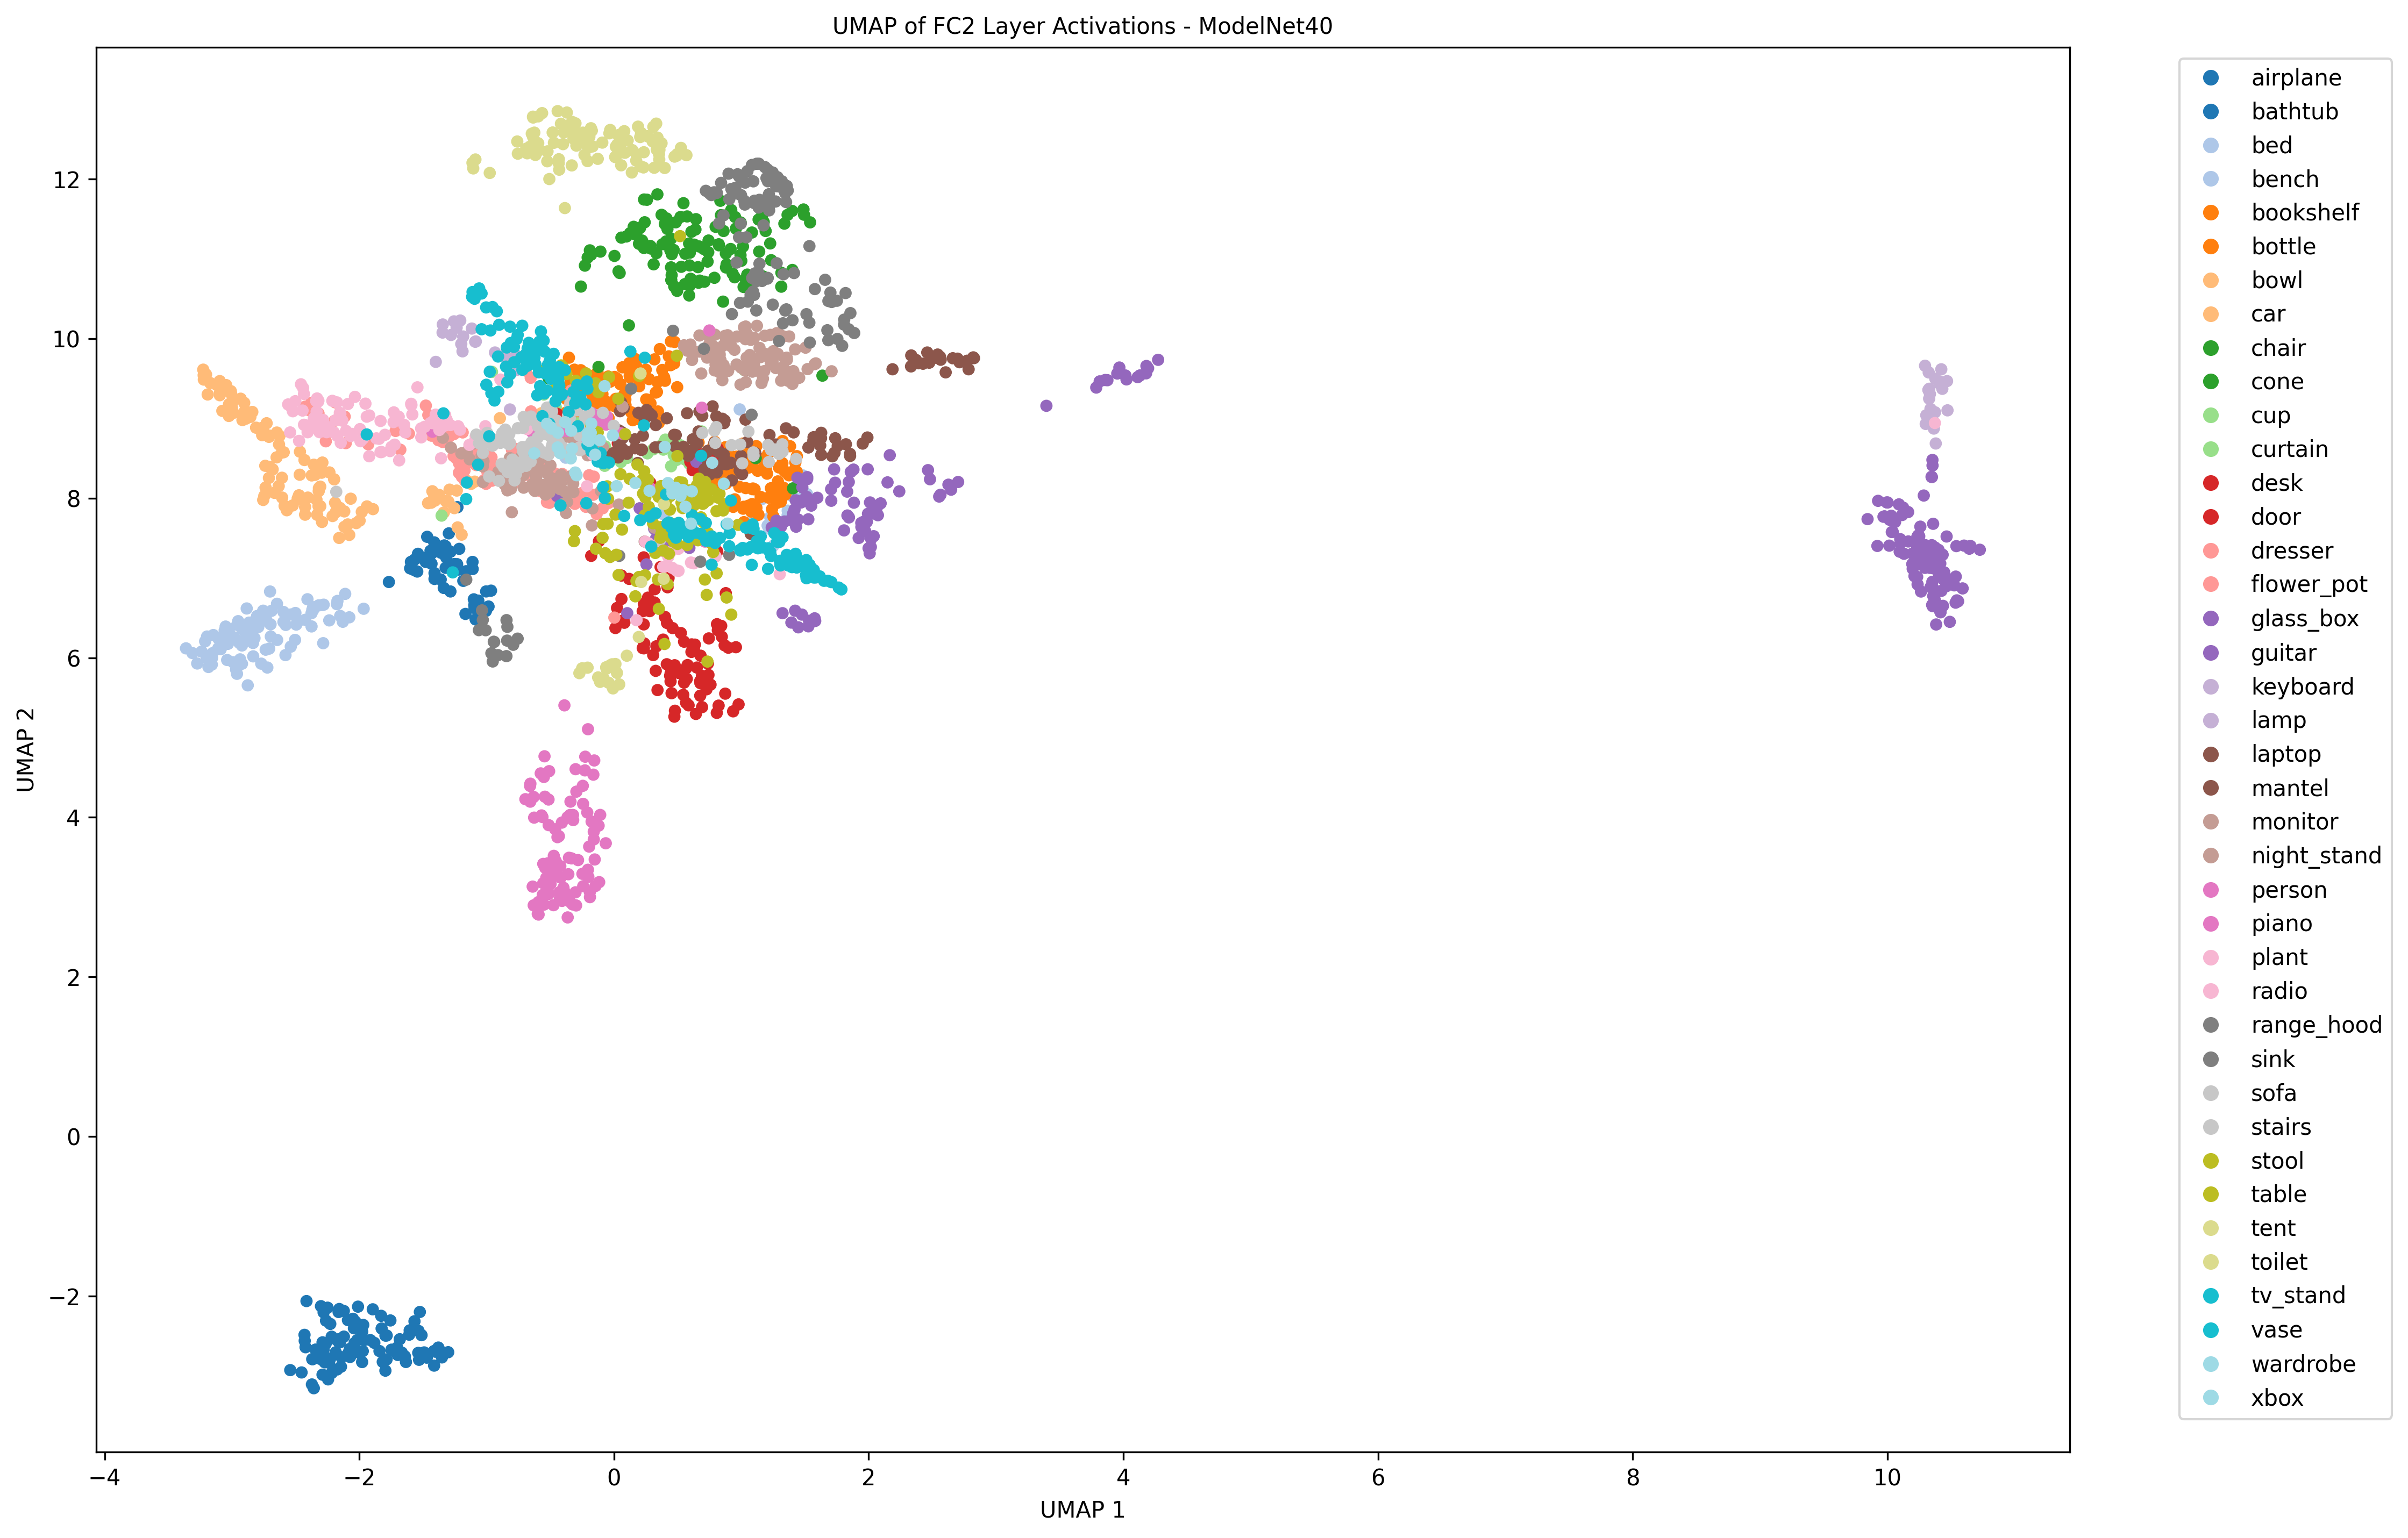 UMAP of FC2 Layer Activations - ModelNet40
UMAP 2
12
10
8
6
4
2
0
−2
−4
−2
0
2
4
6
8
10
UMAP 1
airplane
bathtub
bed
bench
bookshelf
bottle
bowl
car
chair
cone
cup
curtain
desk
door
dresser
flower_pot
glass_box
guitar
keyboard
lamp
laptop
mantel
monitor
night_stand
person
piano
plant
radio
range_hood
sink
sofa
stairs
stool
table
tent
toilet
tv_stand
vase
wardrobe
xbox